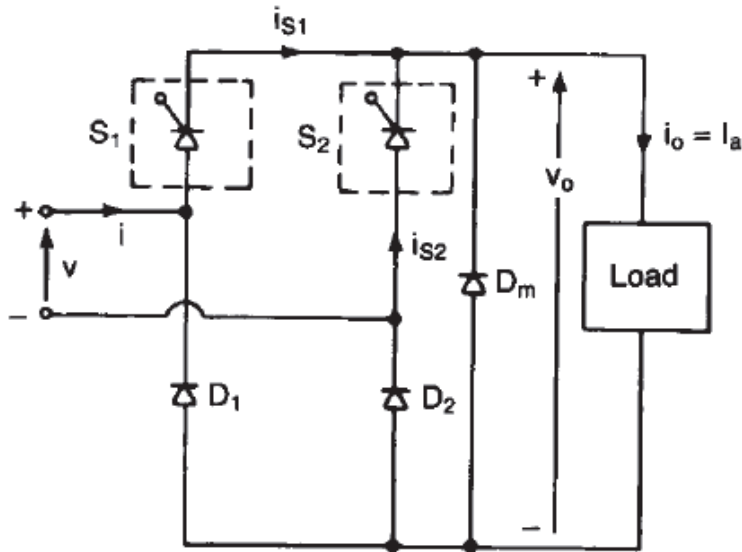 i_S1
+
S_1
S_2
v_o
i_o = I_a
+
i
v
i_S2
D_m
Load
−
D_1
D_2
−